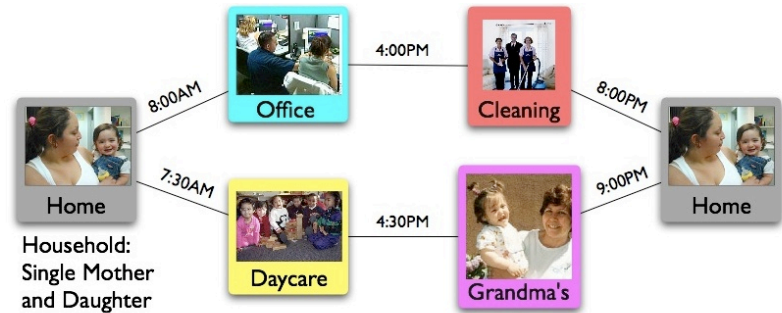 8:00AM
Office
4:00PM
Cleaning
8:00PM
Home
7:30AM
Daycare
4:30PM
Grandma's
9:00PM
Home
Household:
Single Mother
and Daughter